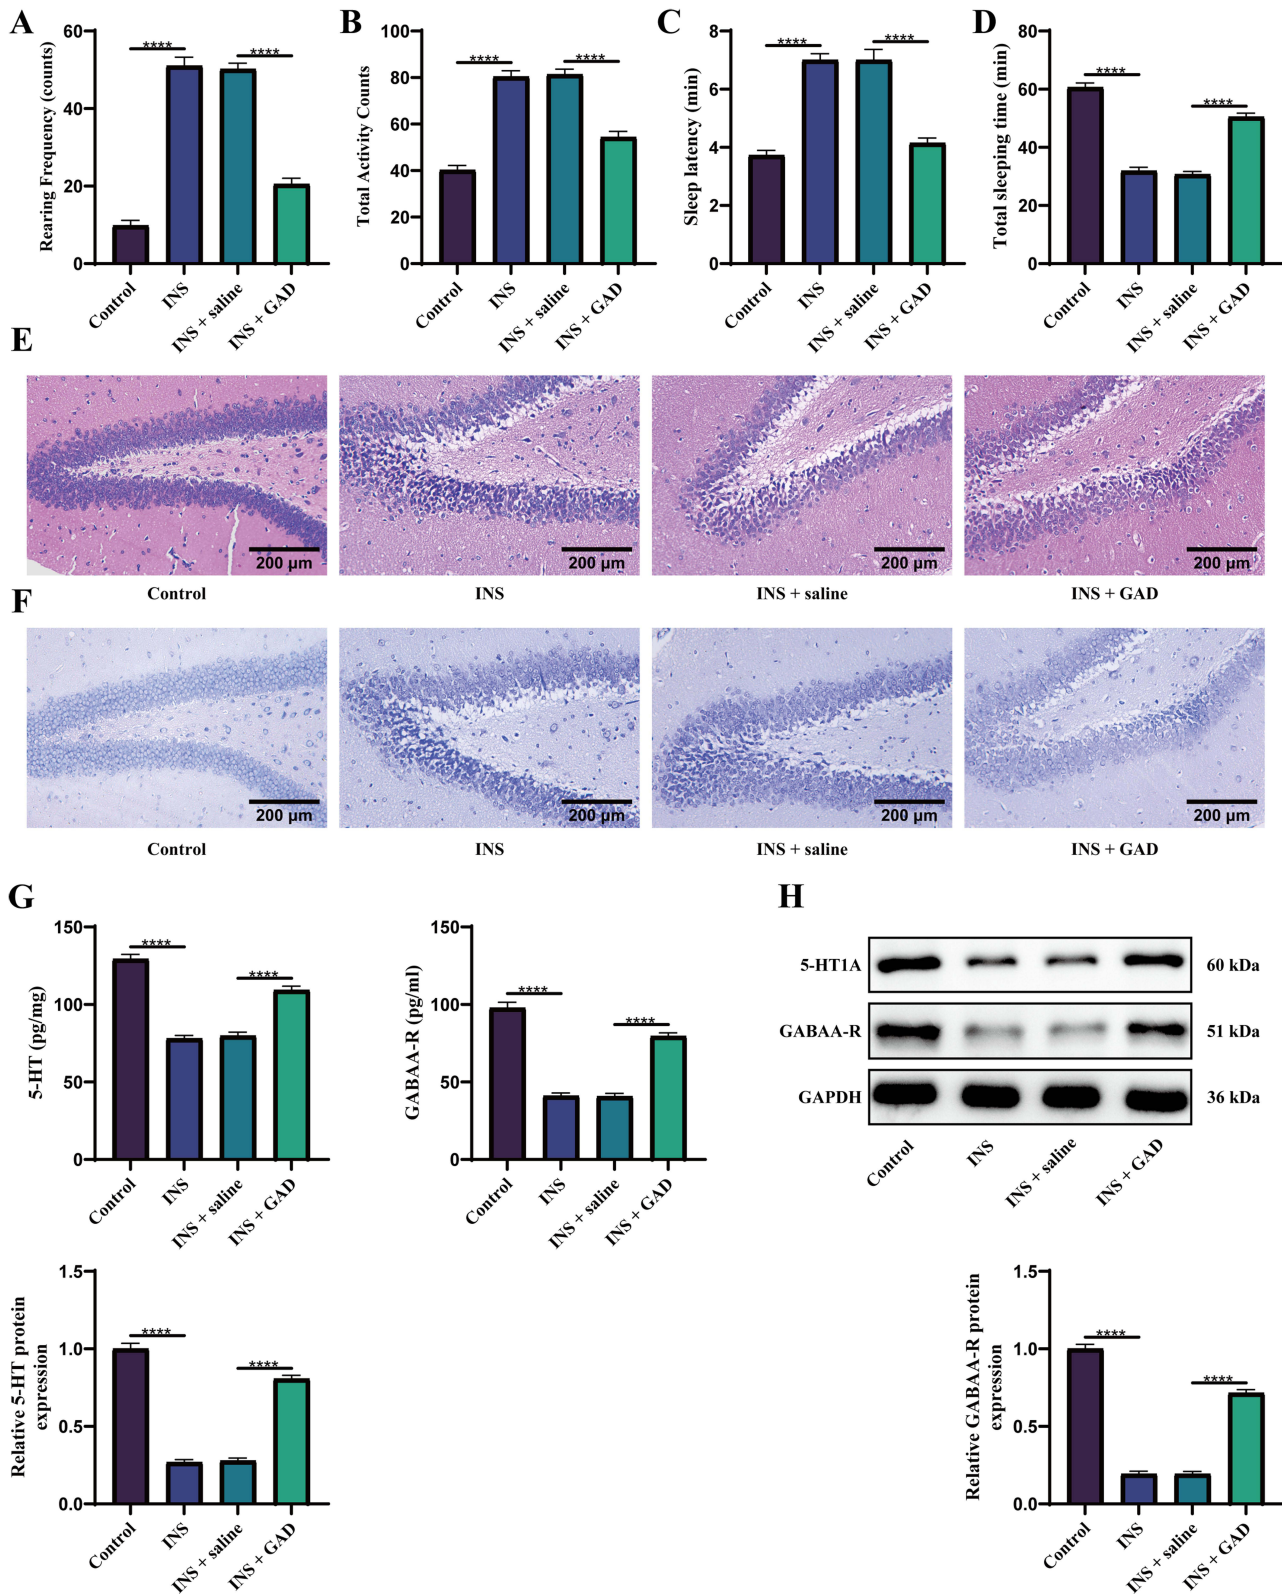 A
Rearing Frequency (counts)
60
40
20
0
****
****
Control
INS
INS + saline
INS + GAD
B
Total Activity Counts
100
80
60
40
20
0
****
****
Control
INS
INS + saline
INS + GAD
C
Sleep latency (min)
8
6
4
2
0
****
****
Control
INS
INS + saline
INS + GAD
D
Total sleeping time (min)
80
60
40
20
0
****
****
Control
INS
INS + saline
INS + GAD
E
200 µm
200 µm
200 µm
200 µm
Control
INS
INS + saline
INS + GAD
F
200 µm
200 µm
200 µm
200 µm
Control
INS
INS + saline
INS + GAD
G
5-HT (pg/mg)
150
100
50
0
****
****
Control
INS
INS + saline
INS + GAD
GABAA-R (pg/ml)
150
100
50
0
****
****
Control
INS
INS + saline
INS + GAD
H
5-HT1A
60 kDa
GABAA-R
51 kDa
GAPDH
36 kDa
Control
INS
INS + saline
INS + GAD
Relative 5-HT protein
expression
1.5
1.0
0.5
0.0
****
****
Control
INS
INS + saline
INS + GAD
Relative GABAA-R protein
expression
1.5
1.0
0.5
0.0
****
****
Control
INS
INS + saline
INS + GAD